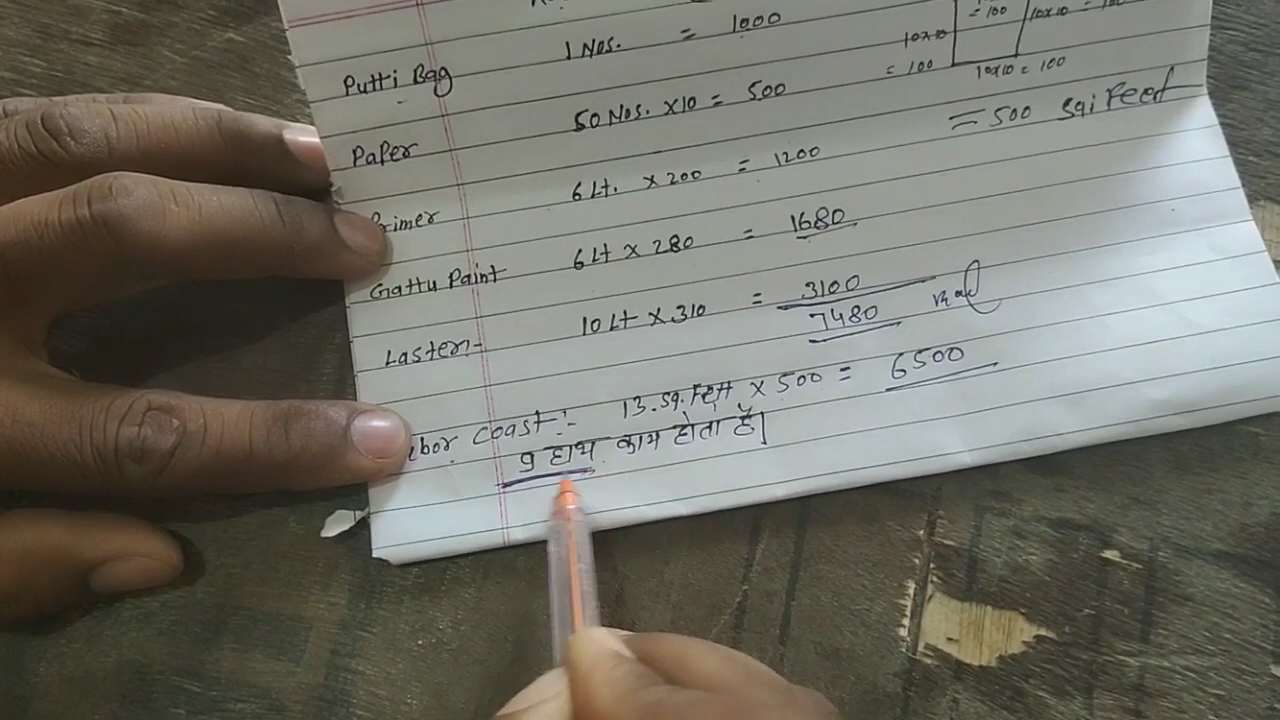 = 100 10x10 = 100
10x10
= 100 10x10 = 100
= 500 sqi Feet
Putti Bag 1 Nos. = 1000
Paper 50 Nos. x10 = 500
Primer 6 Lt. x 200 = 1200
Gattu Paint 6 Lt x 280 = 1680
Laster:- 10 Lt x 310 = 3100
7480
Labor coast:- 13. sq. Feet x 500 = 6500
9 हाथ काम होता है|